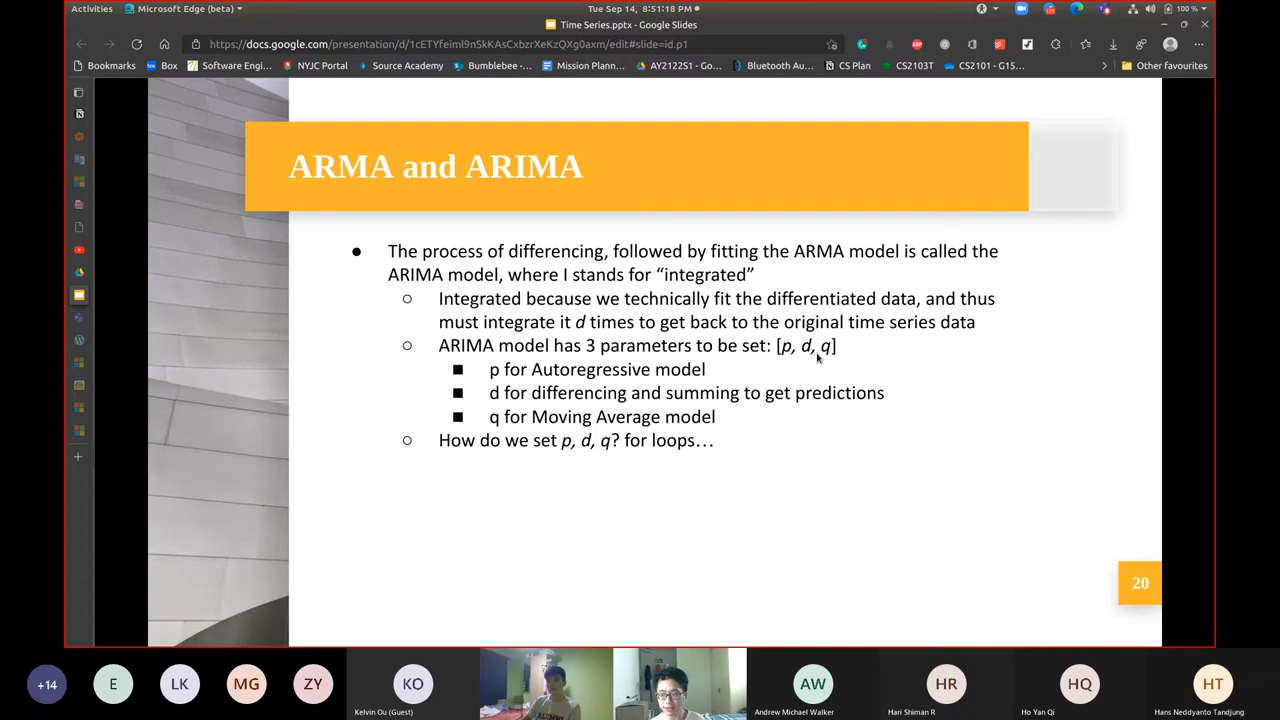 Activities
Microsoft Edge (beta)
Tue Sep 14, 8:51:18 PM
100 %
Time Series.pptx - Google Slides
https://docs.google.com/presentation/d/1cETYfeiml9nSkKAsCxbzrXeKzQXg0axm/edit#slide=id.p1
Bookmarks
Box
Software Engi...
NYJC Portal
Source Academy
Bumblebee -...
Mission Plann...
AY2122S1 - Go...
Bluetooth Au...
CS Plan
CS2103T
CS2101 - G15...
Other favourites
ARMA and ARIMA
● The process of differencing, followed by fitting the ARMA model is called the
ARIMA model, where I stands for “integrated”
○ Integrated because we technically fit the differentiated data, and thus
must integrate it d times to get back to the original time series data
○ ARIMA model has 3 parameters to be set: [p, d, q]
■ p for Autoregressive model
■ d for differencing and summing to get predictions
■ q for Moving Average model
○ How do we set p, d, q? for loops…
20
+14
E
LK
MG
ZY
KO
Kelvin Ou (Guest)
AW
Andrew Michael Walker
HR
Hari Shiman R
HQ
Ho Yan Qi
HT
Hans Neddyanto Tandjung